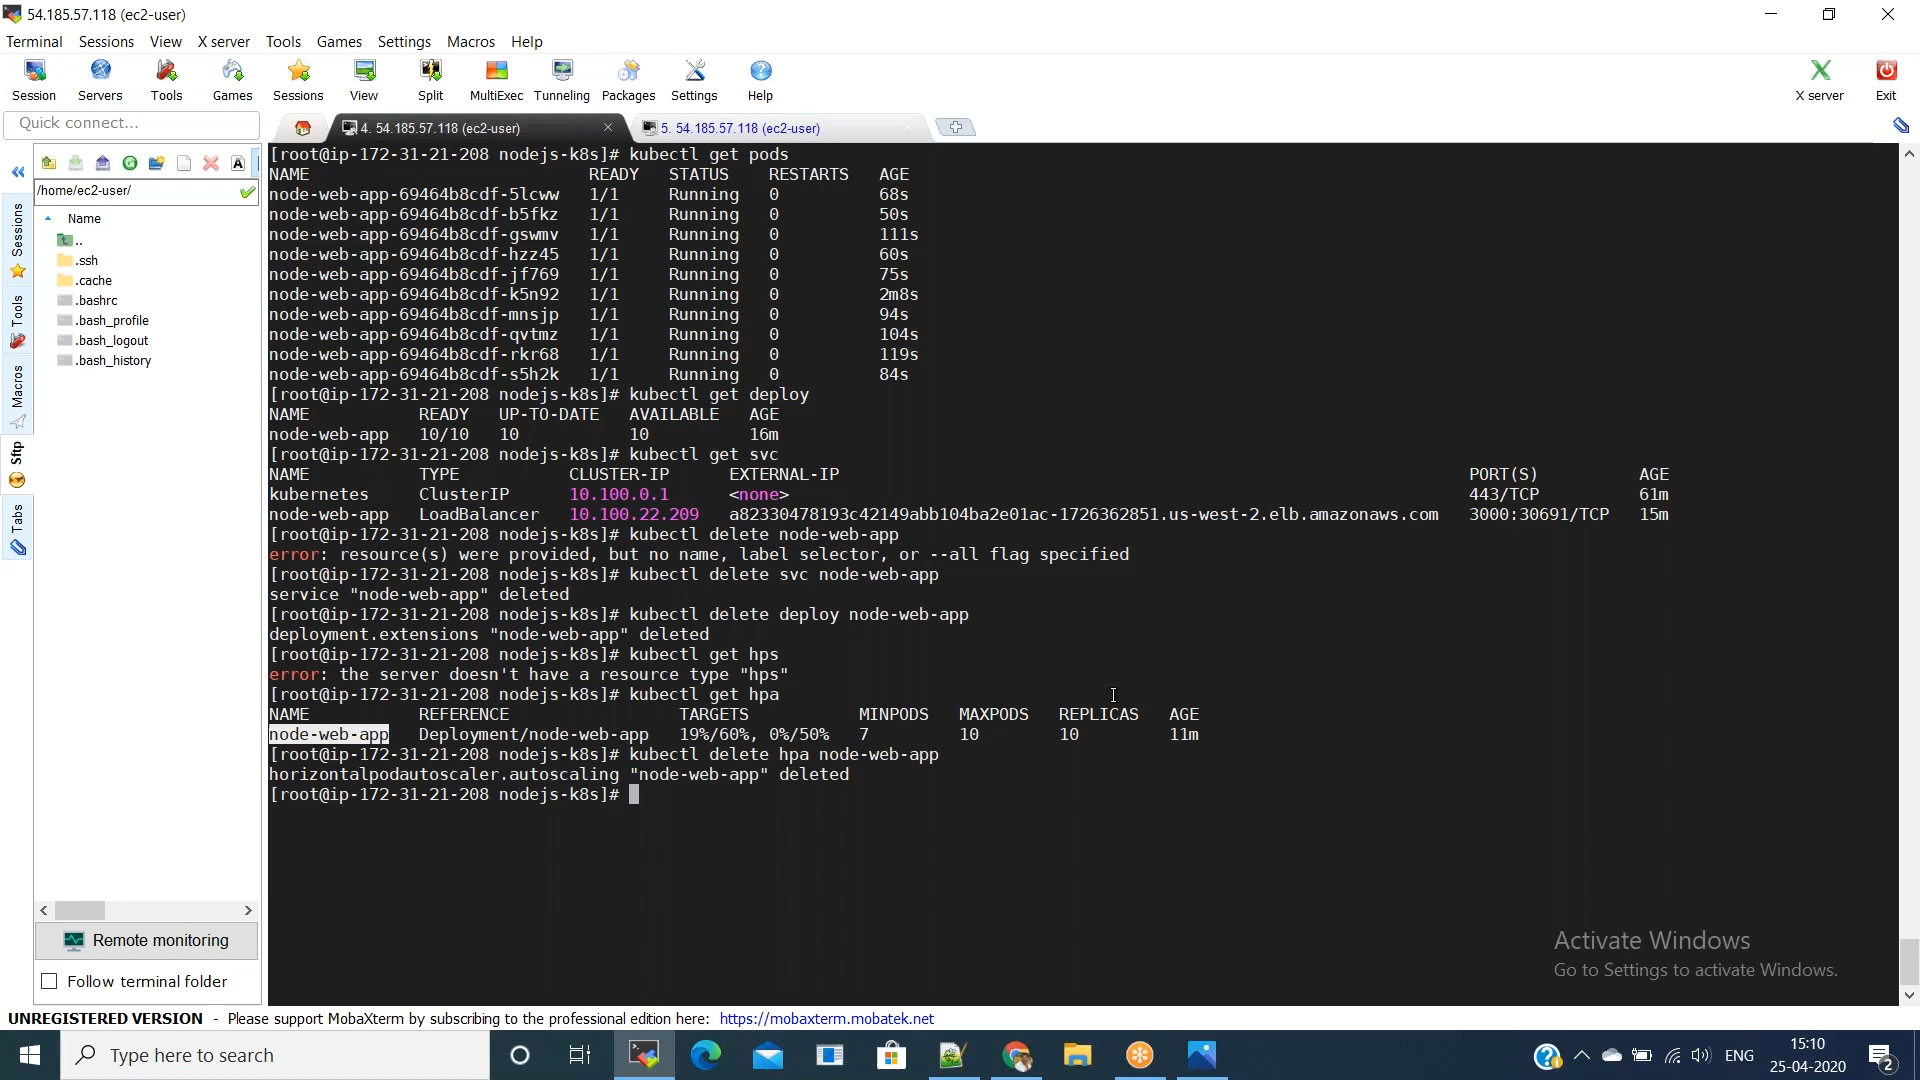 54.185.57.118 (ec2-user)
Terminal Sessions View X server Tools Games Settings Macros Help
Session Servers Tools Games Sessions View Split MultiExec Tunneling Packages Settings Help X server Exit
Quick connect...
4. 54.185.57.118 (ec2-user)
5. 54.185.57.118 (ec2-user)
/home/ec2-user/
Name
..
.ssh
.cache
.bashrc
.bash_profile
.bash_logout
.bash_history
Sessions
Tools
Macros
Sftp
Tabs
[root@ip-172-31-21-208 nodejs-k8s]# kubectl get pods
NAME READY STATUS RESTARTS AGE
node-web-app-69464b8cdf-5lcww 1/1 Running 0 68s
node-web-app-69464b8cdf-b5fkz 1/1 Running 0 50s
node-web-app-69464b8cdf-gswmv 1/1 Running 0 111s
node-web-app-69464b8cdf-hzz45 1/1 Running 0 60s
node-web-app-69464b8cdf-jf769 1/1 Running 0 75s
node-web-app-69464b8cdf-k5n92 1/1 Running 0 2m8s
node-web-app-69464b8cdf-mnsjp 1/1 Running 0 94s
node-web-app-69464b8cdf-qvtmz 1/1 Running 0 104s
node-web-app-69464b8cdf-rkr68 1/1 Running 0 119s
node-web-app-69464b8cdf-s5h2k 1/1 Running 0 84s
[root@ip-172-31-21-208 nodejs-k8s]# kubectl get deploy
NAME READY UP-TO-DATE AVAILABLE AGE
node-web-app 10/10 10 10 16m
[root@ip-172-31-21-208 nodejs-k8s]# kubectl get svc
NAME TYPE CLUSTER-IP EXTERNAL-IP PORT(S) AGE
kubernetes ClusterIP 10.100.0.1 <none> 443/TCP 61m
node-web-app LoadBalancer 10.100.22.209 a82330478193c42149abb104ba2e01ac-1726362851.us-west-2.elb.amazonaws.com 3000:30691/TCP 15m
[root@ip-172-31-21-208 nodejs-k8s]# kubectl delete node-web-app
error: resource(s) were provided, but no name, label selector, or --all flag specified
[root@ip-172-31-21-208 nodejs-k8s]# kubectl delete svc node-web-app
service "node-web-app" deleted
[root@ip-172-31-21-208 nodejs-k8s]# kubectl delete deploy node-web-app
deployment.extensions "node-web-app" deleted
[root@ip-172-31-21-208 nodejs-k8s]# kubectl get hps
error: the server doesn't have a resource type "hps"
[root@ip-172-31-21-208 nodejs-k8s]# kubectl get hpa
NAME REFERENCE TARGETS MINPODS MAXPODS REPLICAS AGE
node-web-app Deployment/node-web-app 19%/60%, 0%/50% 7 10 10 11m
[root@ip-172-31-21-208 nodejs-k8s]# kubectl delete hpa node-web-app
horizontalpodautoscaler.autoscaling "node-web-app" deleted
[root@ip-172-31-21-208 nodejs-k8s]#
Remote monitoring
Follow terminal folder
Activate Windows
Go to Settings to activate Windows.
UNREGISTERED VERSION - Please support MobaXterm by subscribing to the professional edition here: https://mobaxterm.mobatek.net
Type here to search
ENG
15:10
25-04-2020
2